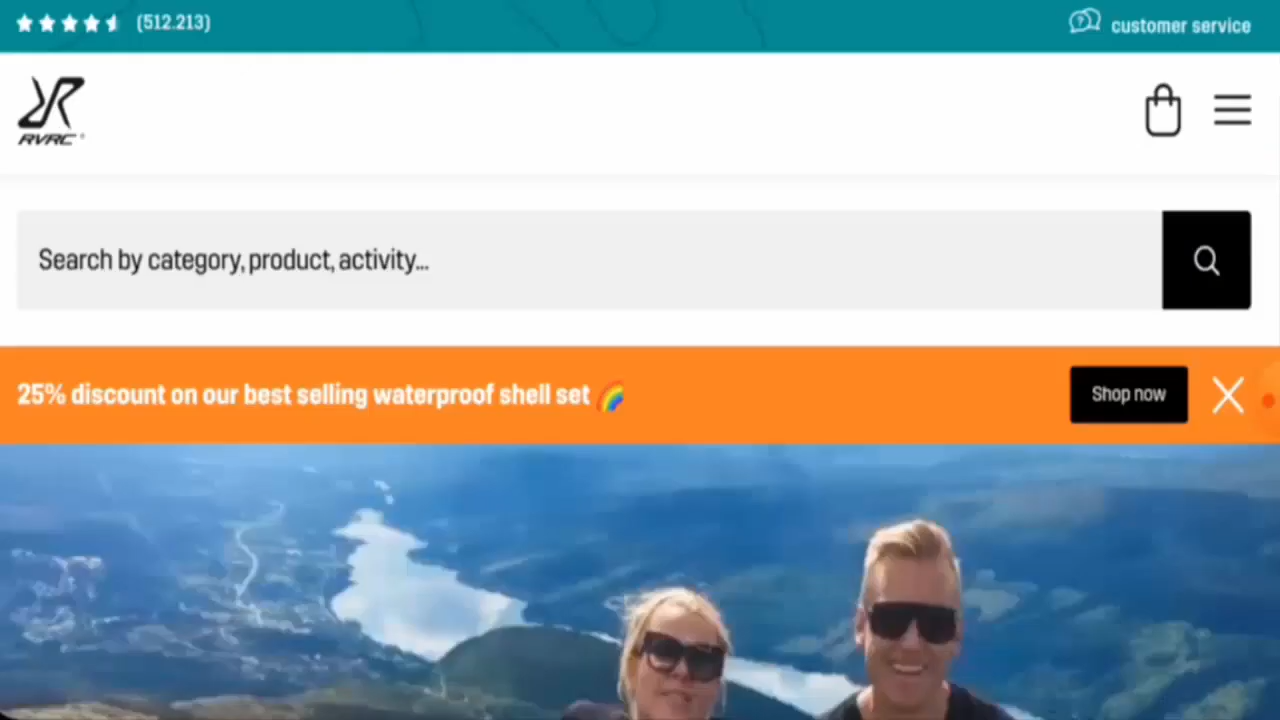 (512.213)
customer service
RVRC
Search by category, product, activity...
25% discount on our best selling waterproof shell set 🌈
Shop now